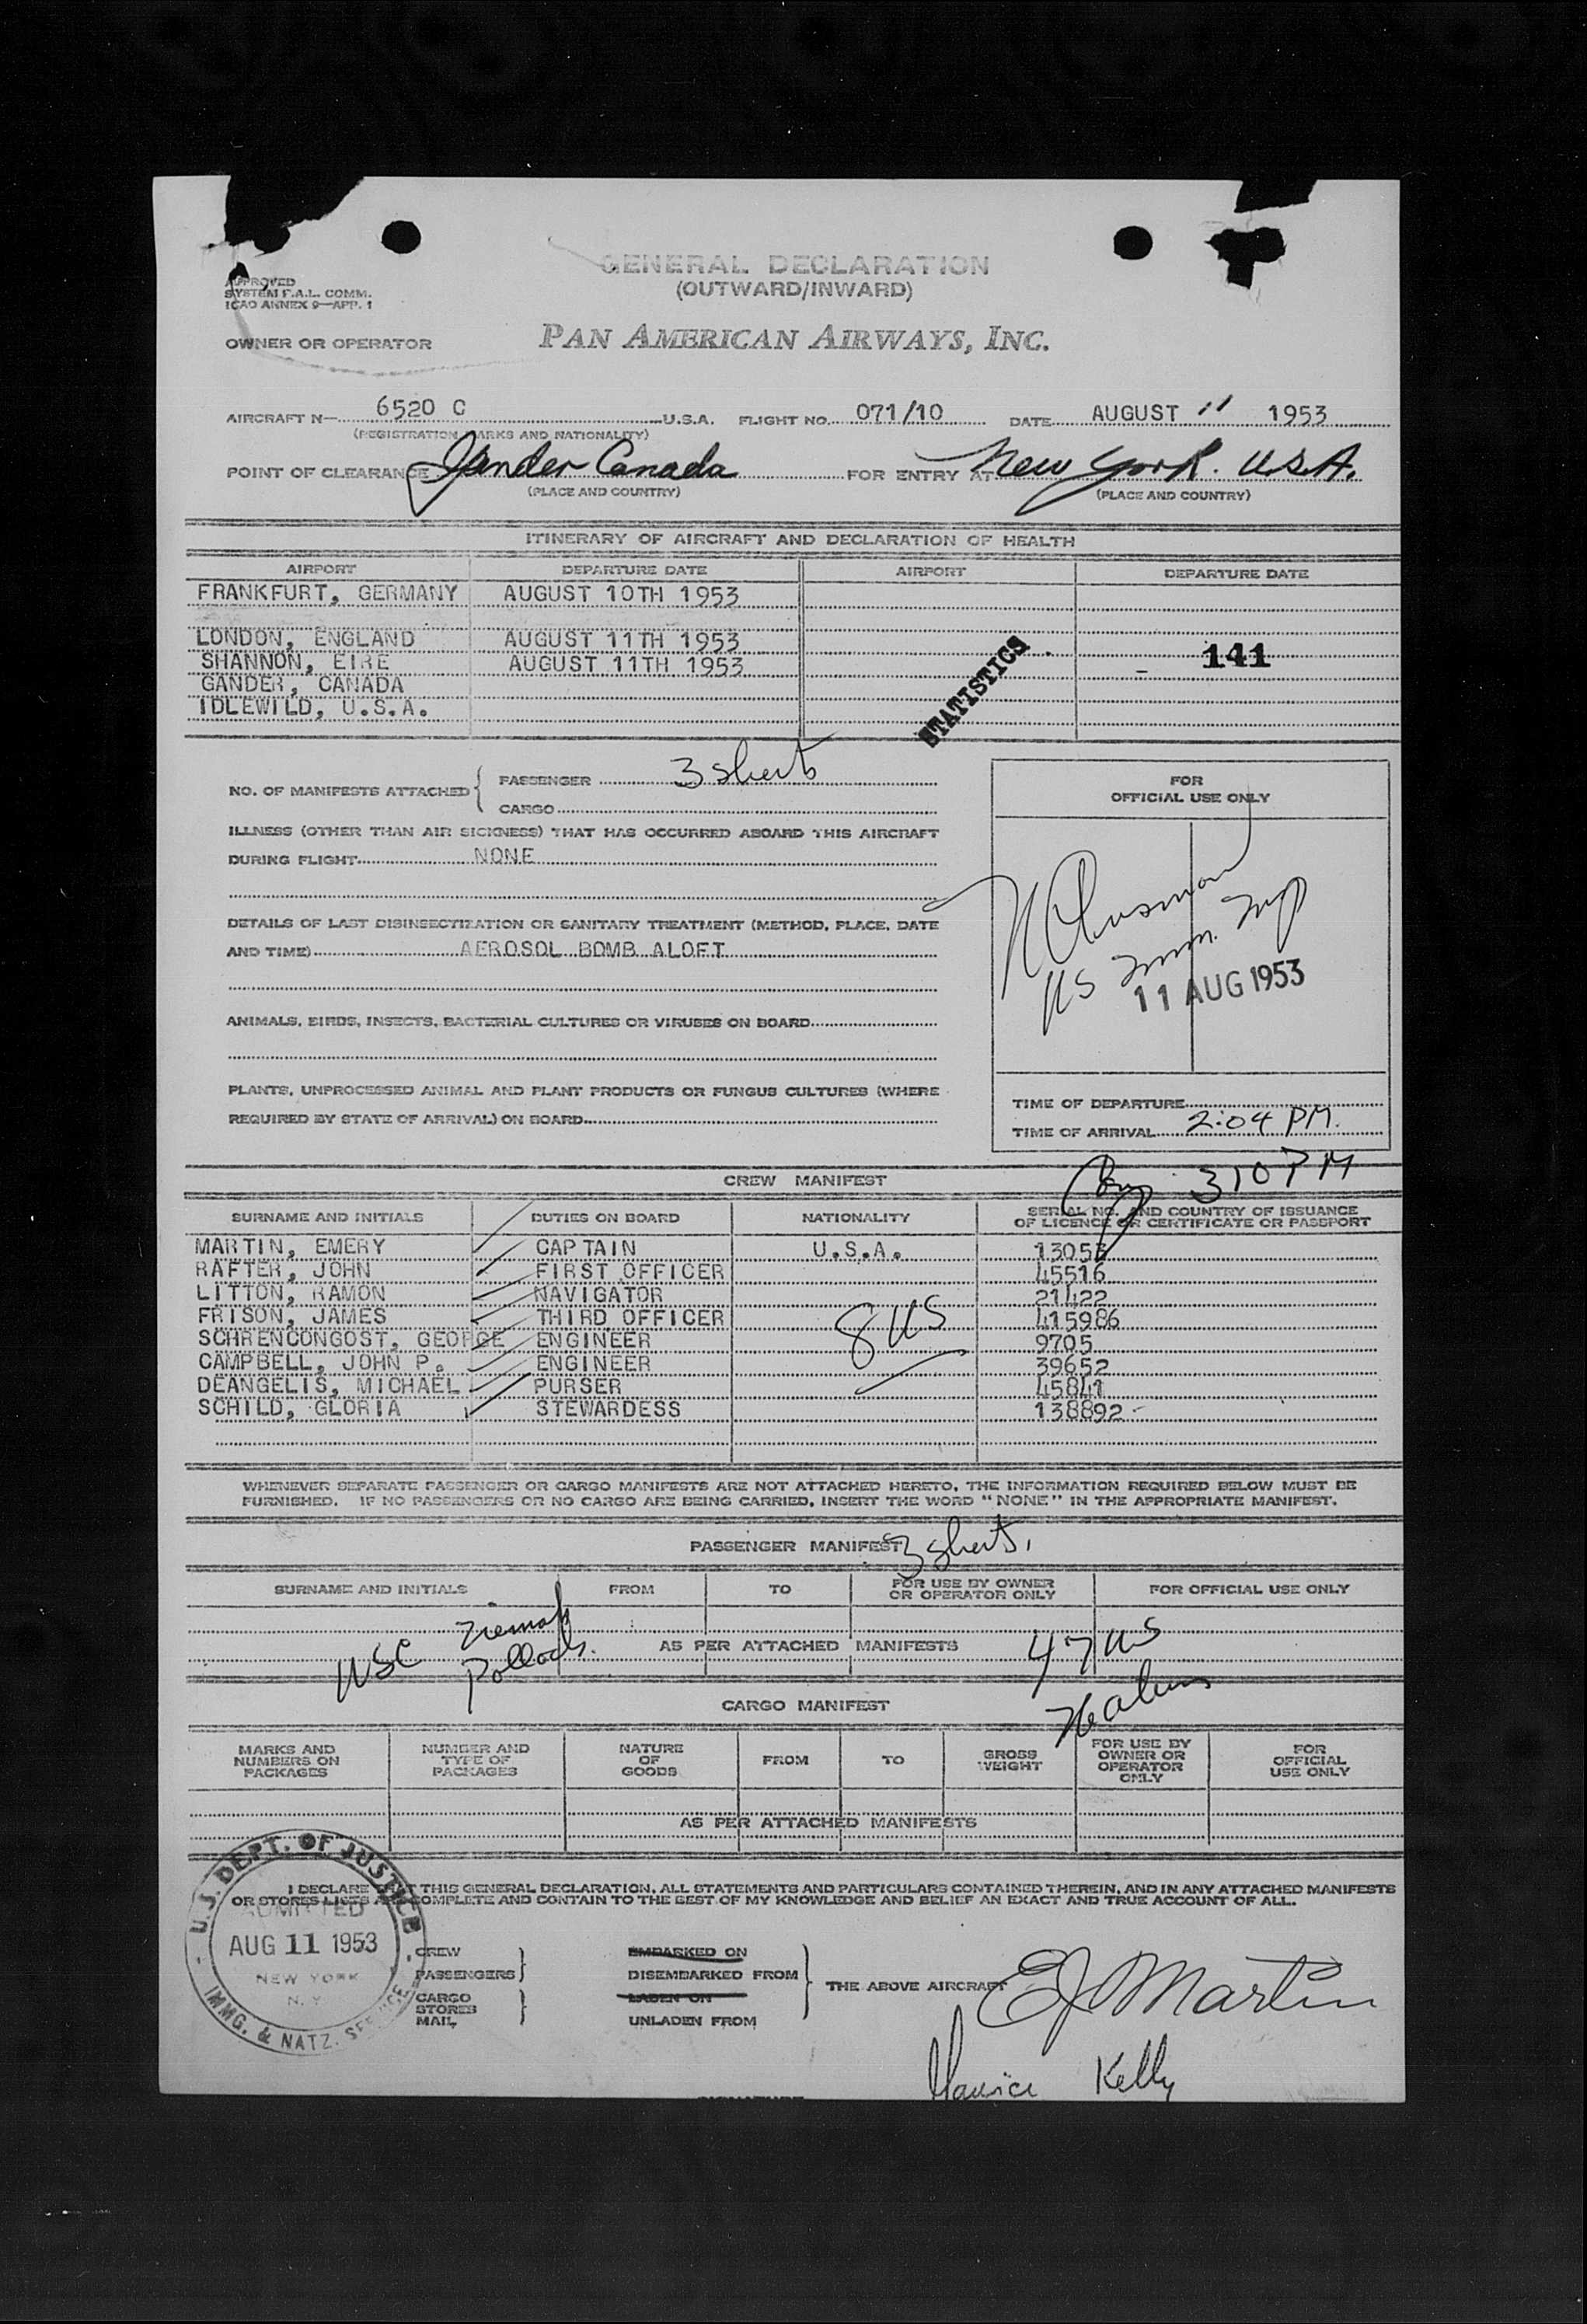 GENERAL DECLARATION
(OUTWARD/INWARD)
APPROVED
SYSTEM F.A.L. COMM.
ICAO ANNEX 9—APP. 1
OWNER OR OPERATOR PAN AMERICAN AIRWAYS, INC.
AIRCRAFT N— 6520 C U.S.A. FLIGHT NO. 071/10 DATE AUGUST 11 1953
(REGISTRATION MARKS AND NATIONALITY)
POINT OF CLEARANCE Gander Canada FOR ENTRY AT New York. U.S.A.
(PLACE AND COUNTRY) (PLACE AND COUNTRY)
ITINERARY OF AIRCRAFT AND DECLARATION OF HEALTH
AIRPORT DEPARTURE DATE AIRPORT DEPARTURE DATE
FRANKFURT, GERMANY AUGUST 10TH 1953
LONDON, ENGLAND AUGUST 11TH 1953
SHANNON, EIRE AUGUST 11TH 1953
GANDER, CANADA
IDLEWILD, U.S.A.
STATISTICS
141
NO. OF MANIFESTS ATTACHED { PASSENGER 3 sheets
CARGO
ILLNESS (OTHER THAN AIR SICKNESS) THAT HAS OCCURRED ABOARD THIS AIRCRAFT
DURING FLIGHT NONE
DETAILS OF LAST DISINSECTIZATION OR SANITARY TREATMENT (METHOD, PLACE, DATE
AND TIME) AEROSOL BOMB ALOFT
ANIMALS, BIRDS, INSECTS, BACTERIAL CULTURES OR VIRUSES ON BOARD
PLANTS, UNPROCESSED ANIMAL AND PLANT PRODUCTS OR FUNGUS CULTURES (WHERE
REQUIRED BY STATE OF ARRIVAL) ON BOARD
FOR
OFFICIAL USE ONLY
US Imm. Insp
11 AUG 1953
TIME OF DEPARTURE
TIME OF ARRIVAL 2:04 PM.
310 PM
CREW MANIFEST
SURNAME AND INITIALS DUTIES ON BOARD NATIONALITY SERIAL NO. AND COUNTRY OF ISSUANCE
OF LICENCE OR CERTIFICATE OR PASSPORT
MARTIN, EMERY CAPTAIN U.S.A. 13053
RAFTER, JOHN FIRST OFFICER 45516
LITTON, RAMON NAVIGATOR 21422
FRISON, JAMES THIRD OFFICER 415986
SCHRENCONGOST, GEORGE ENGINEER 9705
CAMPBELL, JOHN P. ENGINEER 39652
DEANGELIS, MICHAEL PURSER 45841
SCHILD, GLORIA STEWARDESS 138892
8 US
WHENEVER SEPARATE PASSENGER OR CARGO MANIFESTS ARE NOT ATTACHED HERETO, THE INFORMATION REQUIRED BELOW MUST BE
FURNISHED. IF NO PASSENGERS OR NO CARGO ARE BEING CARRIED, INSERT THE WORD "NONE" IN THE APPROPRIATE MANIFEST.
PASSENGER MANIFEST 3 sheets.
SURNAME AND INITIALS FROM TO FOR USE BY OWNER
OR OPERATOR ONLY FOR OFFICIAL USE ONLY
USC Pollock.
AS PER ATTACHED MANIFESTS 47 US
CARGO MANIFEST
MARKS AND
NUMBERS ON
PACKAGES
NUMBER AND
TYPE OF
PACKAGES
NATURE
OF
GOODS
FROM
TO
GROSS
WEIGHT
FOR USE BY
OWNER OR
OPERATOR
ONLY
FOR
OFFICIAL
USE ONLY
AS PER ATTACHED MANIFESTS
I DECLARE THAT THIS GENERAL DECLARATION, ALL STATEMENTS AND PARTICULARS CONTAINED THEREIN, AND IN ANY ATTACHED MANIFESTS
OR STORES LISTS COMPLETE AND CONTAIN TO THE BEST OF MY KNOWLEDGE AND BELIEF AN EXACT AND TRUE ACCOUNT OF ALL.
U.S. DEPT. OF JUSTICE
ADMITTED
AUG 11 1953
NEW YORK
N.Y.
IMMG. & NATZ. SERVICE
CREW
PASSENGERS
CARGO
STORES
MAIL
EMBARKED ON
DISEMBARKED FROM
LADEN ON
UNLADEN FROM
THE ABOVE AIRCRAFT EJ Martin
Maurice Kelly